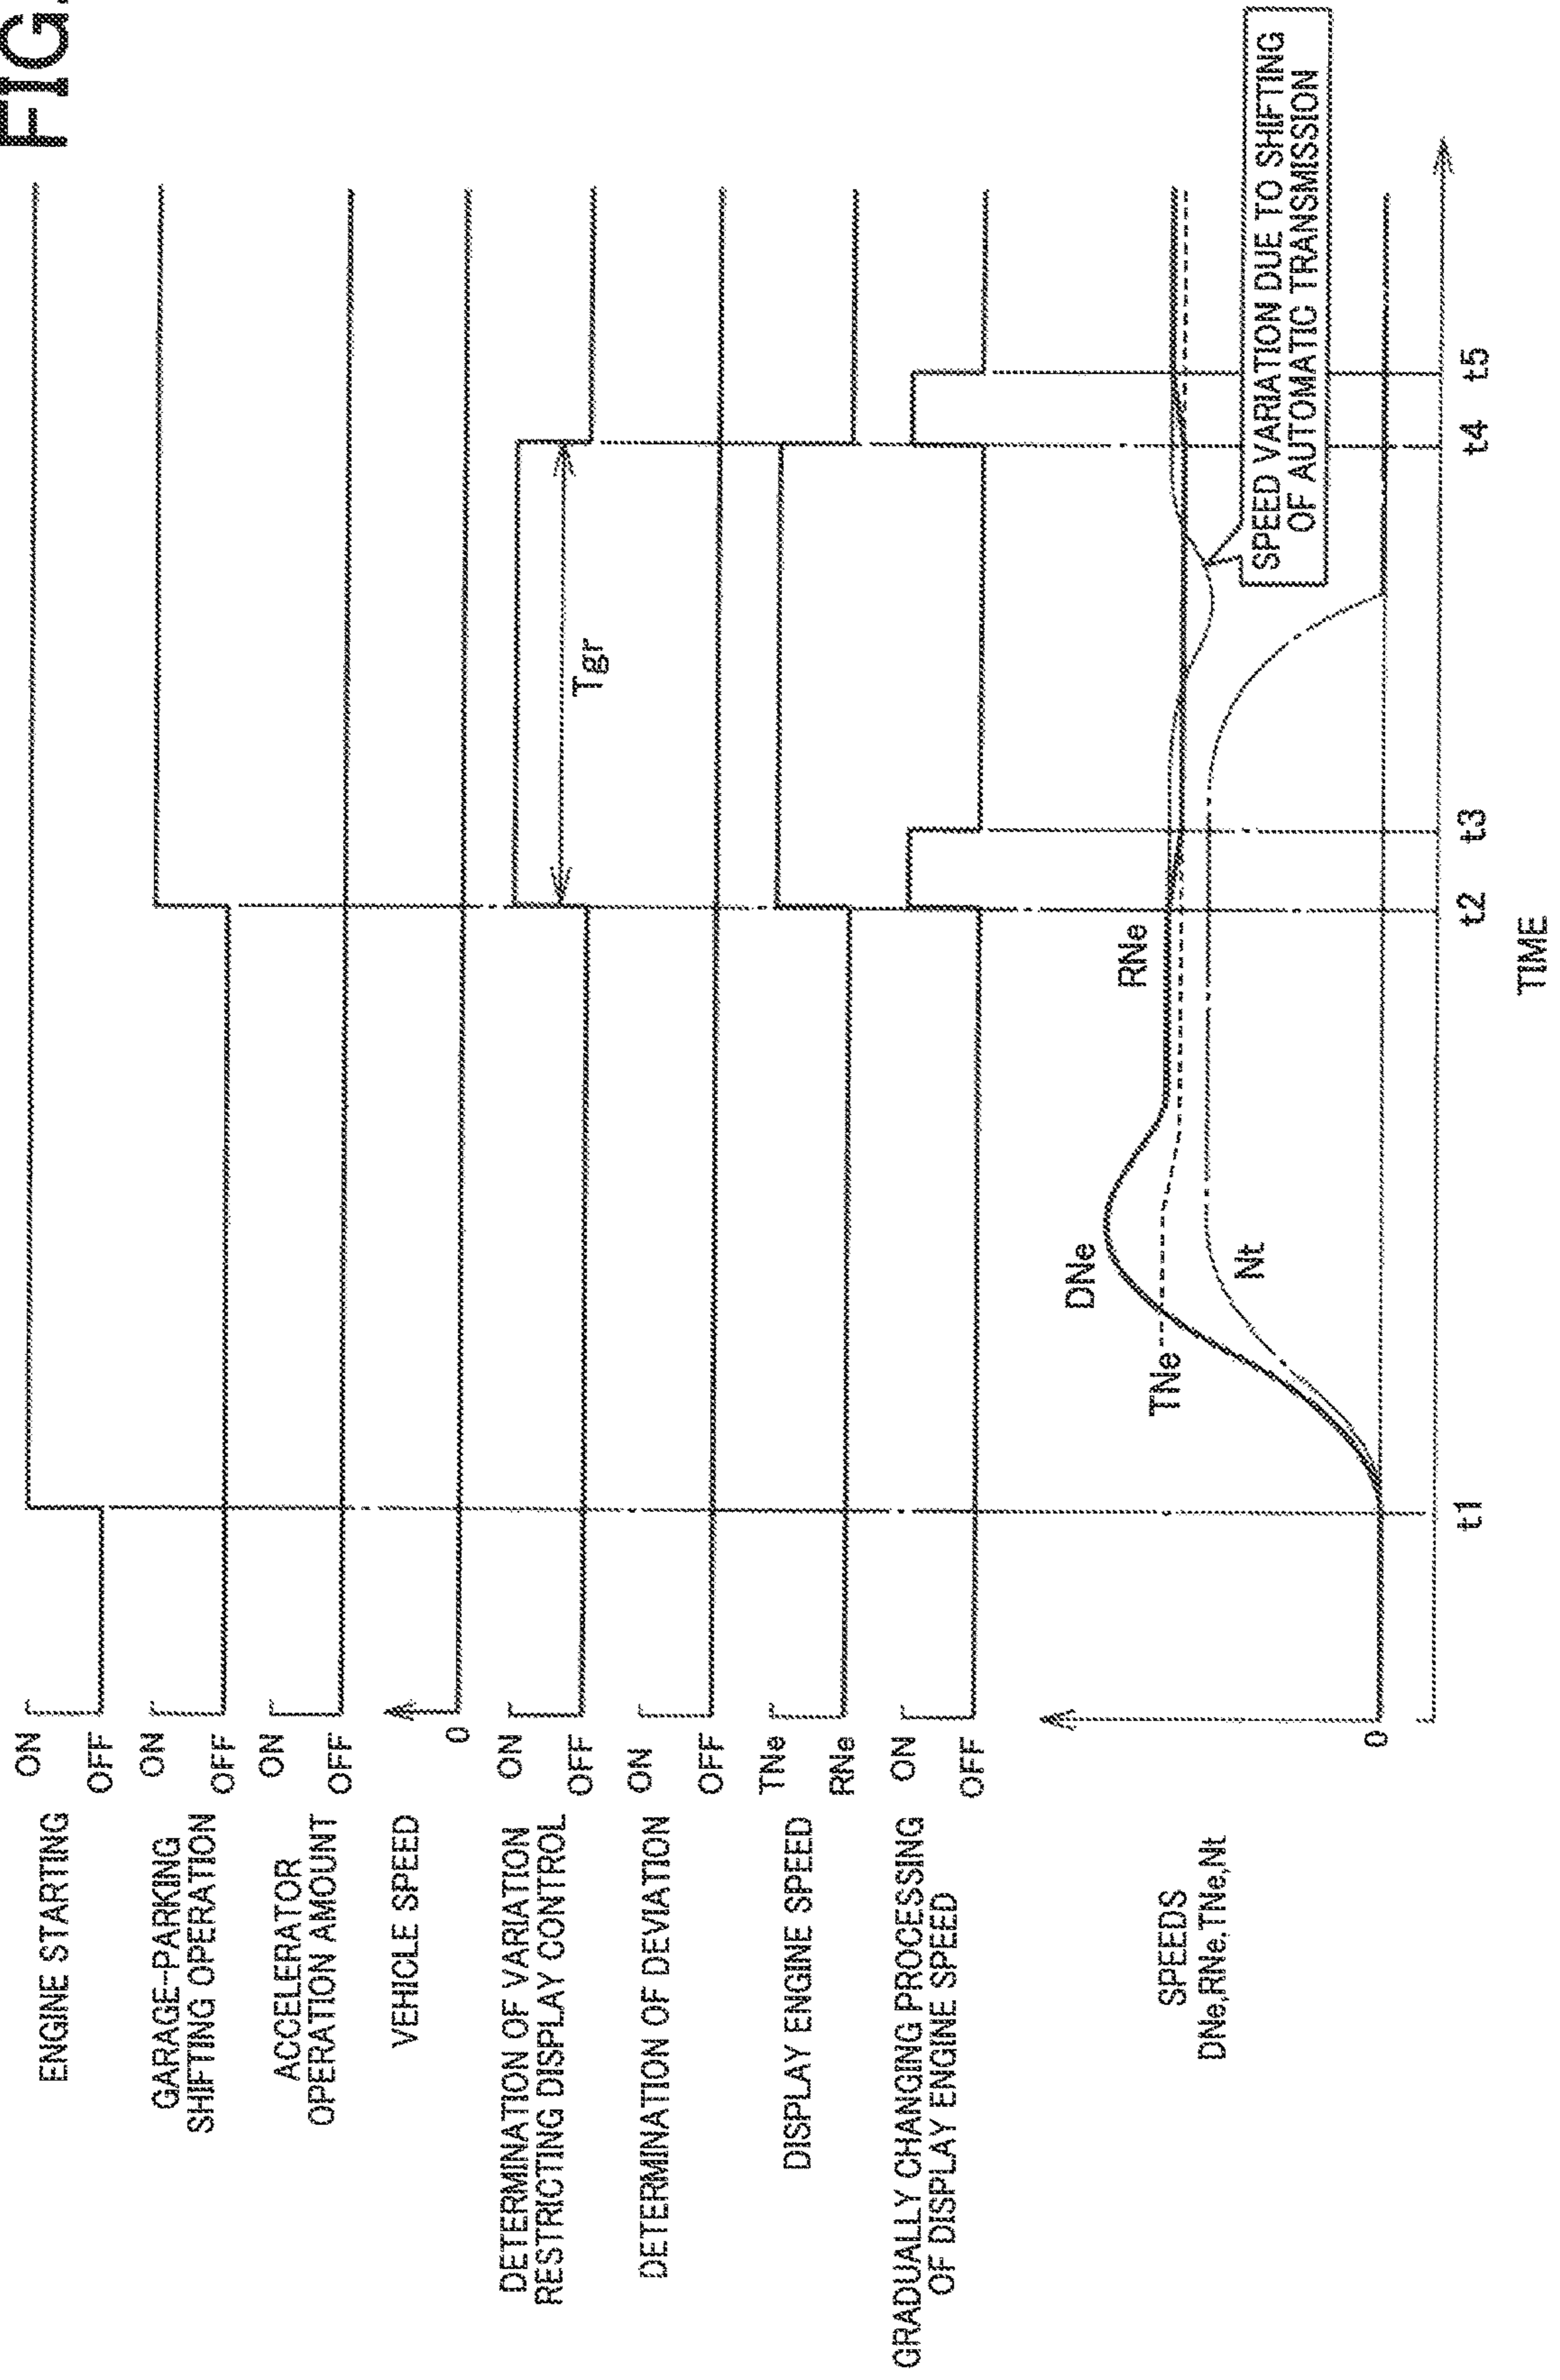 FIG.
ENGINE STARTING
ON
OFF
GARAGE-PARKING
SHIFTING OPERATION
ON
OFF
ACCELERATOR
OPERATION AMOUNT
ON
OFF
VEHICLE SPEED
0
DETERMINATION OF VARIATION
RESTRICTING DISPLAY CONTROL
ON
OFF
Tgr
DETERMINATION OF DEVIATION
ON
OFF
DISPLAY ENGINE SPEED
TNe
RNe
GRADUALLY CHANGING PROCESSING
OF DISPLAY ENGINE SPEED
ON
OFF
SPEEDS
DNe,RNe,TNe,Nt
0
TNe
DNe
Nt
RNe
SPEED VARIATION DUE TO SHIFTING
OF AUTOMATIC TRANSMISSION
t1
t2
t3
t4
t5
TIME